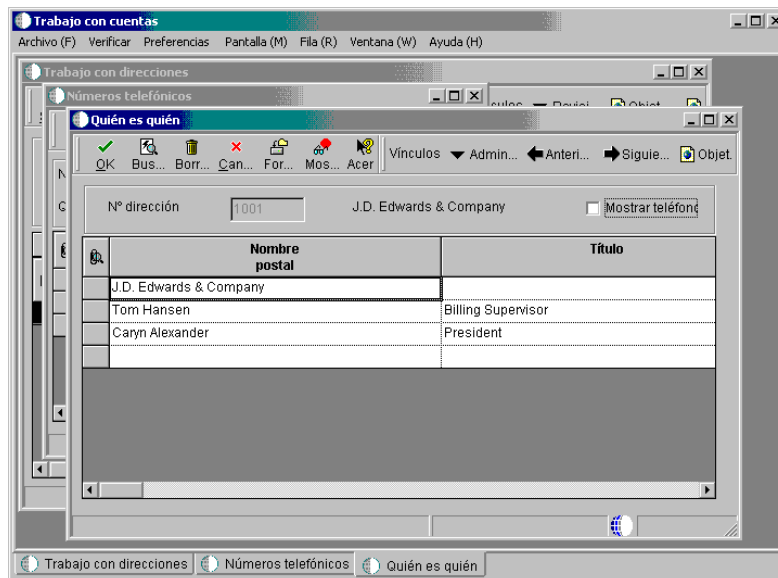 Trabajo con cuentas
Archivo (F) Verificar Preferencias Pantalla (M) Fila (R) Ventana (W) Ayuda (H)
Trabajo con direcciones
Números telefónicos
Quién es quién
OK Bus... Borr... Can... For... Mos... Acer Vínculos Admin... Anteri... Siguie... Objet.
Nº dirección 1001 J.D. Edwards & Company Mostrar teléfono
Nombre postal Título
J.D. Edwards & Company
Tom Hansen Billing Supervisor
Caryn Alexander President
Trabajo con direcciones Números telefónicos Quién es quién